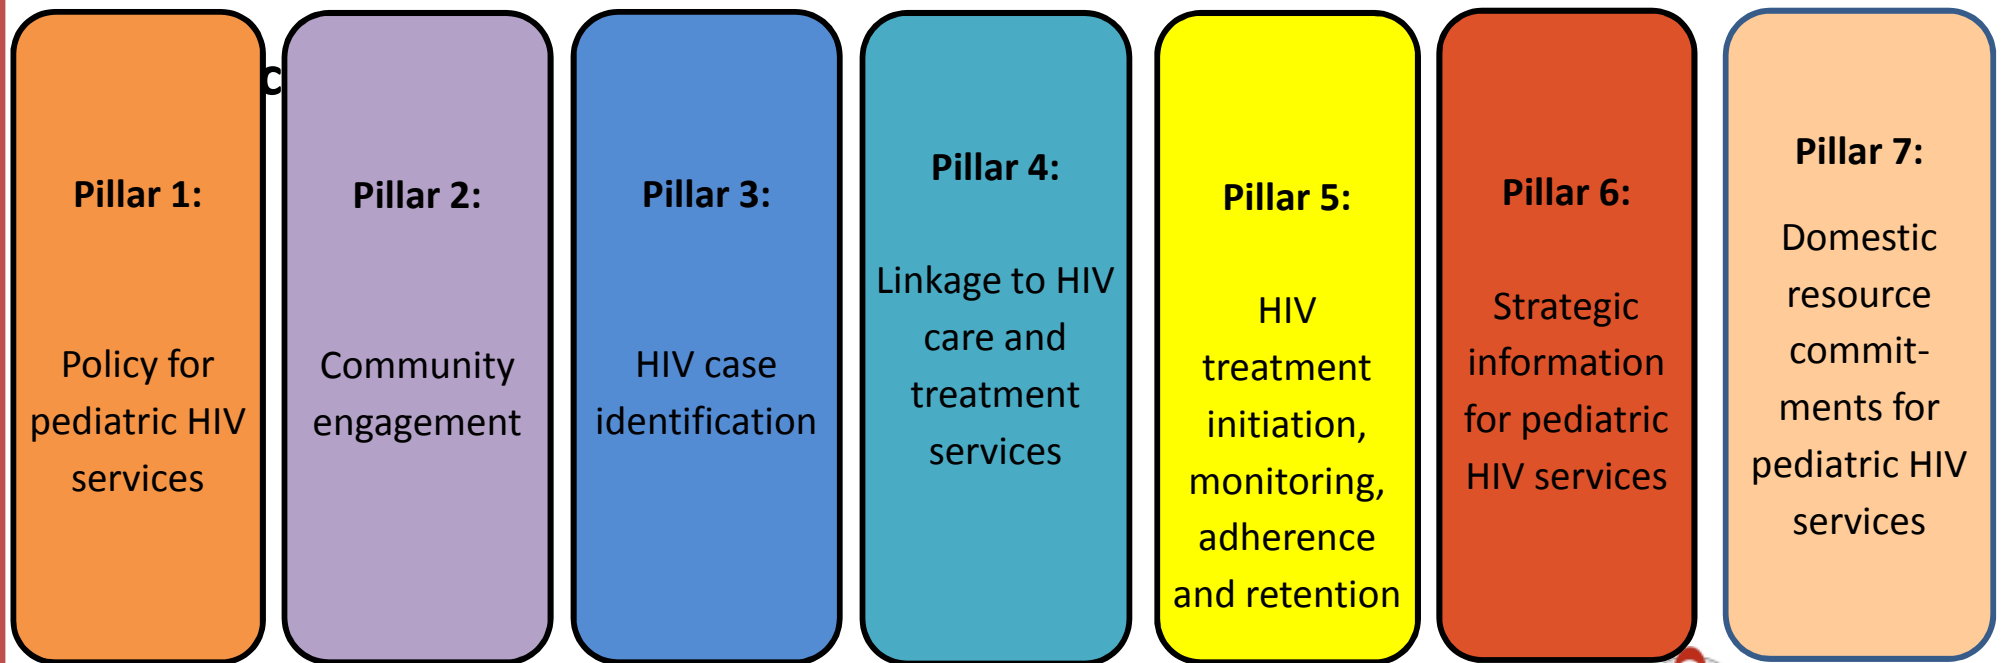 Pillar 1:
Policy for
pediatric HIV
services
Pillar 2:
Community
engagement
Pillar 3:
HIV case
identification
Pillar 4:
Linkage to HIV
care and
treatment
services
Pillar 5:
HIV
treatment
initiation,
monitoring,
adherence
and retention
Pillar 6:
Strategic
information
for pediatric
HIV services
Pillar 7:
Domestic
resource
commit-
ments for
pediatric HIV
services